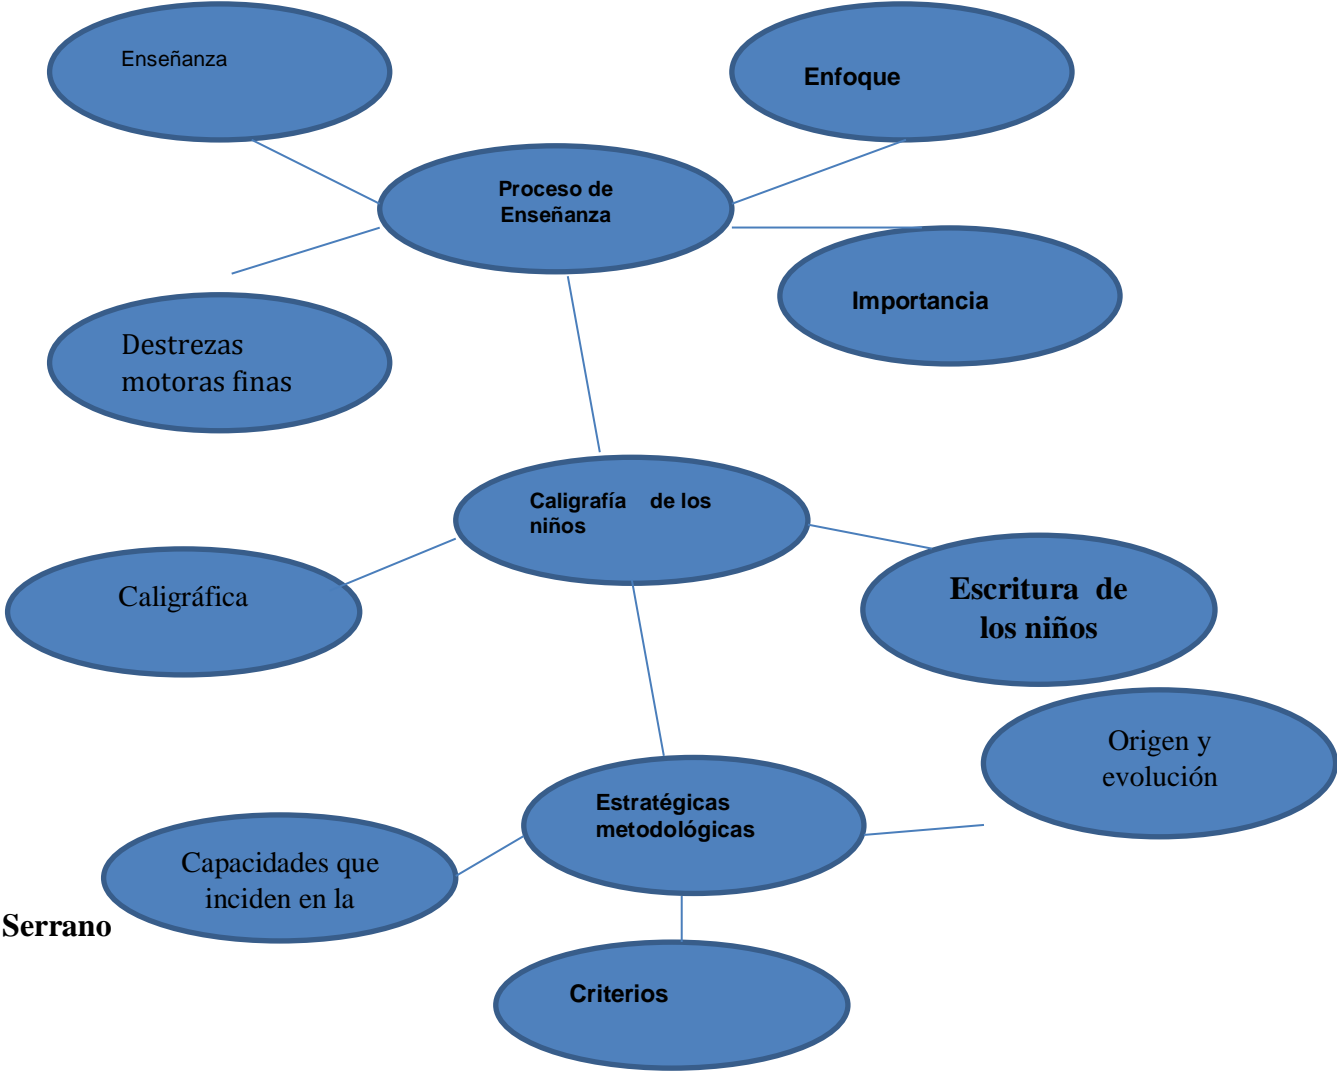 Enseñanza
Enfoque
Proceso de
Enseñanza
Importancia
Destrezas
motoras finas
Caligrafía de los
niños
Caligráfica
Escritura de
los niños
Origen y
evolución
Estratégicas
metodológicas
Capacidades que
inciden en la
Serrano
Criterios